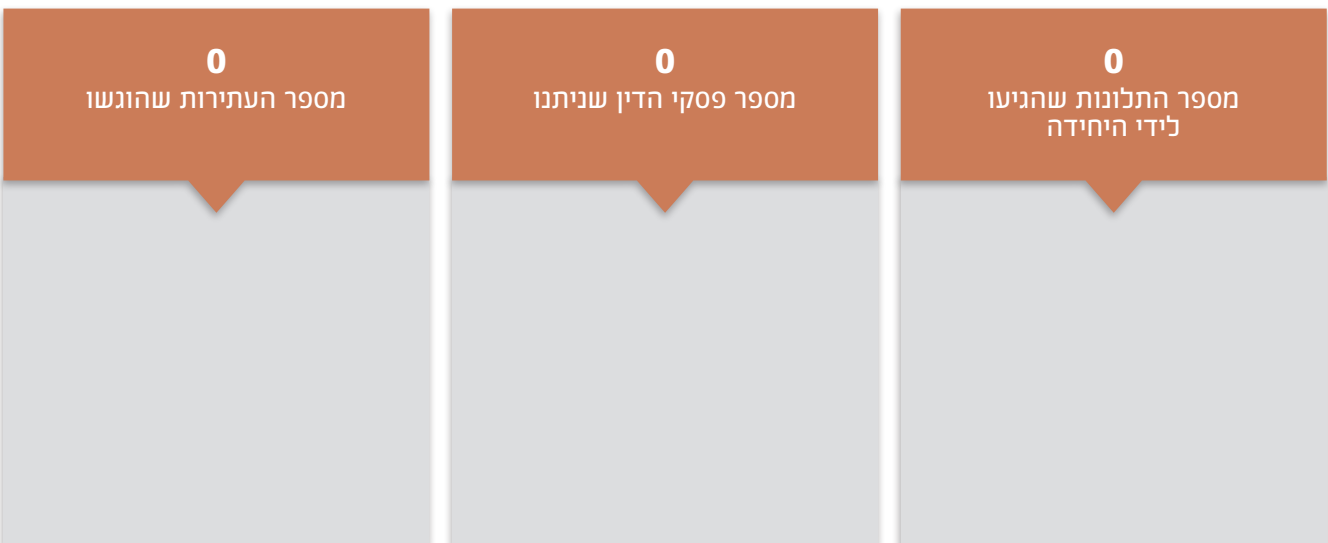 0
מספר התלונות שהגיעו
לידי היחידה
0
מספר פסקי הדין שניתנו
0
מספר העתירות שהוגשו